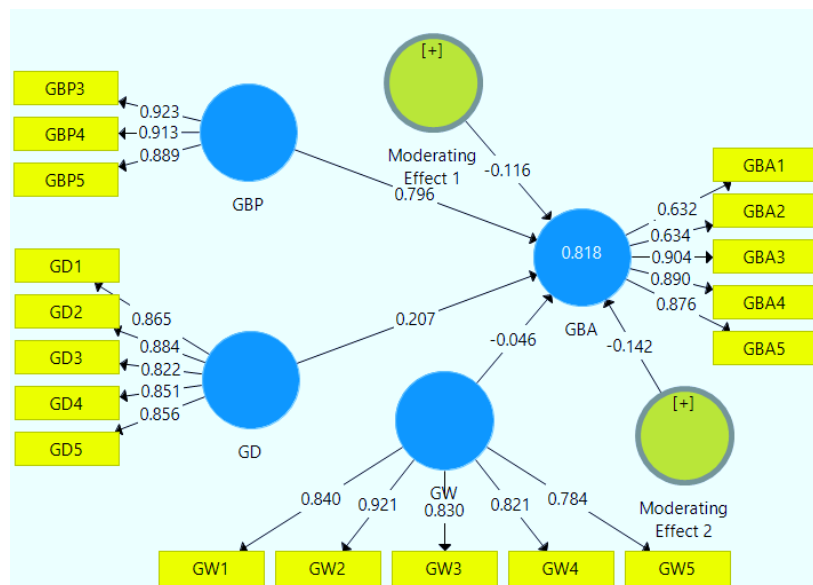 [+]
GBP3
0.923
GBP4
0.913
GBP5
0.889
GBP
Moderating
Effect 1
-0.116
0.796
GBA1
GBA2
GBA3
GBA4
GBA5
0.632
0.634
0.904
0.890
0.876
0.818
GBA
GD1
GD2
GD3
GD4
GD5
0.865
0.884
0.822
0.851
0.856
GD
0.207
-0.046
-0.142
[+]
Moderating
Effect 2
GW
0.840
0.921
0.830
0.821
0.784
GW1
GW2
GW3
GW4
GW5